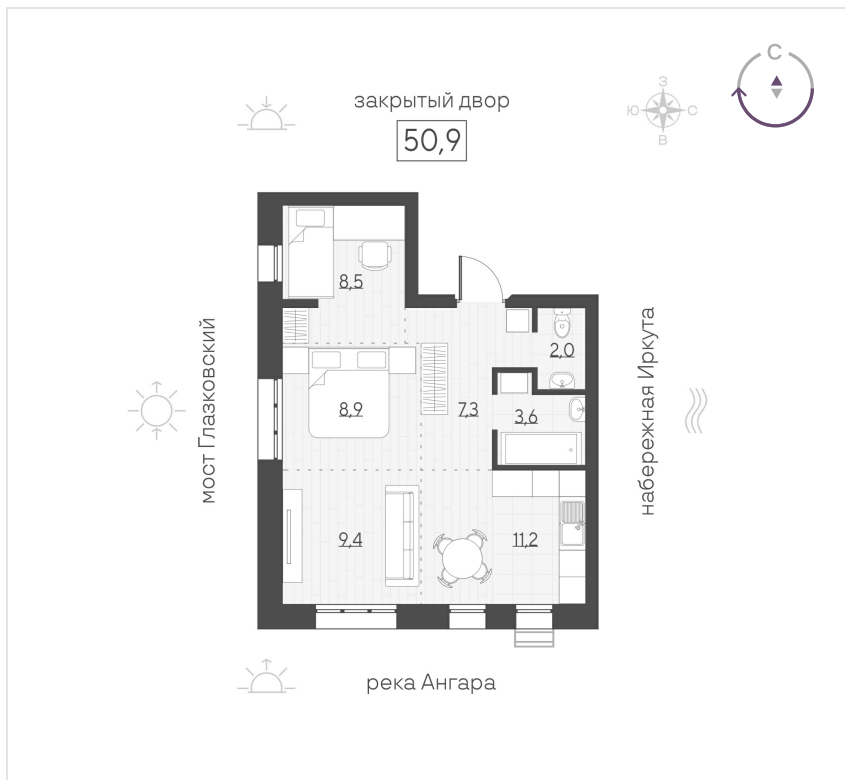 С
закрытый двор
50,9
З
Ю
С
В
8,5
2,0
мост Глазковский
8,9
7,3
3,6
набережная Иркута
9,4
11,2
река Ангара